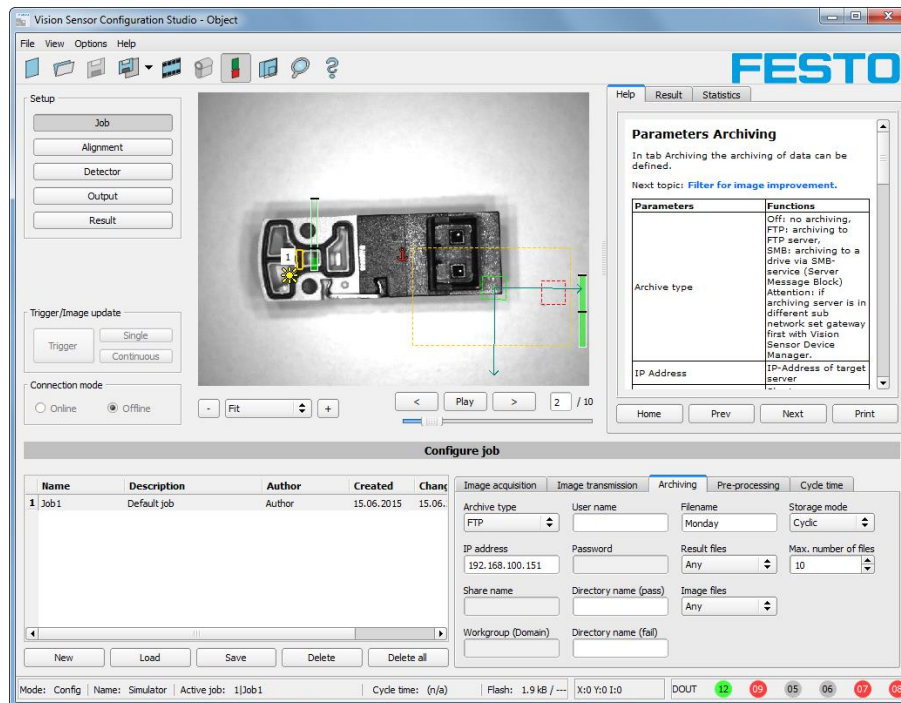 Vision Sensor Configuration Studio - Object
File View Options Help
FESTO
Setup
Job
Alignment
Detector
Output
Result
Trigger/Image update
Trigger
Single
Continuous
Connection mode
Online Offline
1
- Fit +
< Play > 2 / 10
Help Result Statistics
Parameters Archiving
In tab Archiving the archiving of data can be
defined.
Next topic: Filter for image improvement.
Parameters Functions
Archive type
Off: no archiving,
FTP: archiving to
FTP server,
SMB: archiving to a
drive via SMB-
service (Server
Message Block)
Attention: if
archiving server is in
different sub
network set gateway
first with Vision
Sensor Device
Manager.
IP Address
IP-Address of target
server
Home Prev Next Print
Configure job
Name Description Author Created Chang
1 Job1 Default job Author 15.06.2015 15.06.
New Load Save Delete Delete all
Image acquisition Image transmission Archiving Pre-processing Cycle time
Archive type User name Filename Storage mode
FTP Monday Cyclic
IP address Password Result files Max. number of files
192.168.100.151 Any 10
Share name Directory name (pass) Image files
Any
Workgroup (Domain) Directory name (fail)
Mode: Config Name: Simulator Active job: 1|Job1 Cycle time: (n/a) Flash: 1.9 kB / --- X:0 Y:0 I:0 DOUT 12 09 05 06 07 08